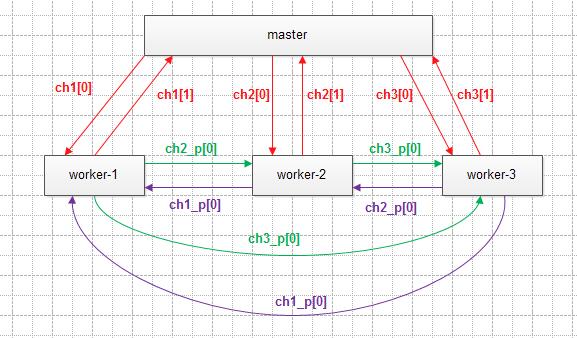 master
ch1[0]
ch1[1]
ch2[0]
ch2[1]
ch3[0]
ch3[1]
ch2_p[0]
ch3_p[0]
worker-1
worker-2
worker-3
ch1_p[0]
ch2_p[0]
ch3_p[0]
ch1_p[0]